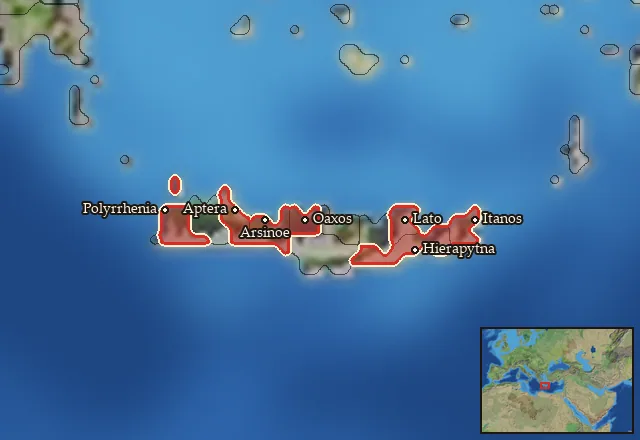 Polyrrhenia
Aptera
Arsinoe
Oaxos
Lato
Itanos
Hierapytna